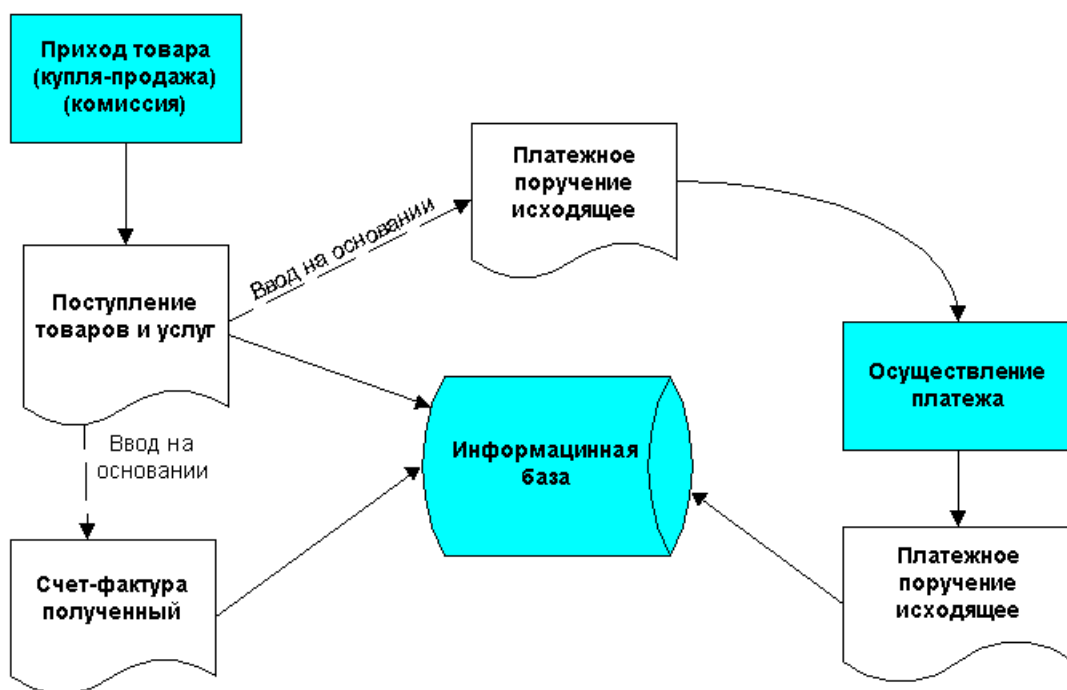 Приход товара
(купля-продажа)
(комиссия)
Платежное
поручение
исходящее
Ввод на основании
Поступление
товаров и услуг
Осуществление
платежа
Ввод на
основании
Информацинная
база
Счет-фактура
полученный
Платежное
поручение
исходящее